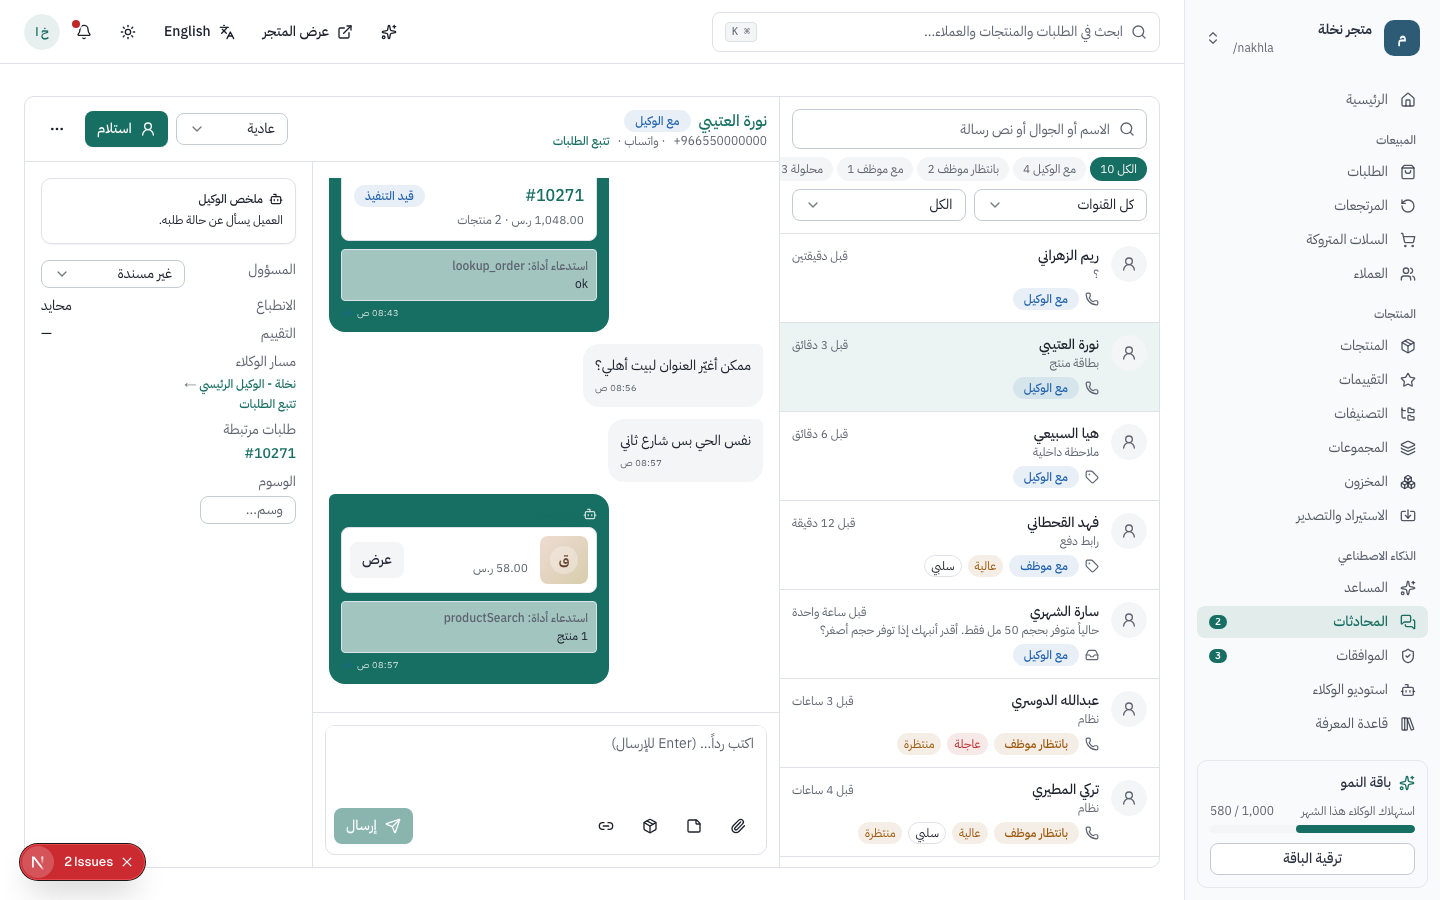 م
متجر نخلة
/nakhla
الرئيسية
المبيعات
الطلبات
المرتجعات
السلات المتروكة
العملاء
المنتجات
المنتجات
التقييمات
التصنيفات
المجموعات
المخزون
الاستيراد والتصدير
الذكاء الاصطناعي
المساعد
المحادثات 2
الموافقات 3
استوديو الوكلاء
قاعدة المعرفة
باقة النمو
استهلاك الوكلاء هذا الشهر 580 / 1,000
ترقية الباقة
ابحث في الطلبات والمنتجات والعملاء... ⌘ K
عرض المتجر
English
خ ا
الاسم أو الجوال أو نص رسالة
الكل 10 مع الوكيل 4 بانتظار موظف 2 مع موظف 1 محلولة 3
كل القنوات الكل
ريم الزهراني قبل دقيقتين
؟
مع الوكيل
نورة العتيبي قبل 3 دقائق
بطاقة منتج
مع الوكيل
هيا السبيعي قبل 6 دقائق
ملاحظة داخلية
مع الوكيل
فهد القحطاني قبل 12 دقيقة
رابط دفع
مع موظف عالية سلبي
سارة الشهري قبل ساعة واحدة
حالياً متوفر بحجم 50 مل فقط. أقدر أنبهك إذا توفر حجم أصغر؟
مع الوكيل
عبدالله الدوسري قبل 3 ساعات
نظام
بانتظار موظف عاجلة منتظرة
تركي المطيري قبل 4 ساعات
نظام
بانتظار موظف عالية سلبي منتظرة
نورة العتيبي مع الوكيل
+966550000000 · واتساب · تتبع الطلبات
عادية
استلام
#10271 قيد التنفيذ
1,048.00 ر.س · 2 منتجات
استدعاء أداة: lookup_order
ok
08:43 ص
ممكن أغيّر العنوان لبيت أهلي؟
08:56 ص
نفس الحي بس شارع ثاني
08:57 ص
ق
58.00 ر.س
عرض
استدعاء أداة: productSearch
1 منتج
08:57 ص
اكتب رداً... (Enter للإرسال)
إرسال
ملخص الوكيل
العميل يسأل عن حالة طلبه.
المسؤول غير مسندة
الانطباع محايد
التقييم —
مسار الوكلاء
نخلة - الوكيل الرئيسي ←
تتبع الطلبات
طلبات مرتبطة
#10271
الوسوم
وسم...
N 2 Issues